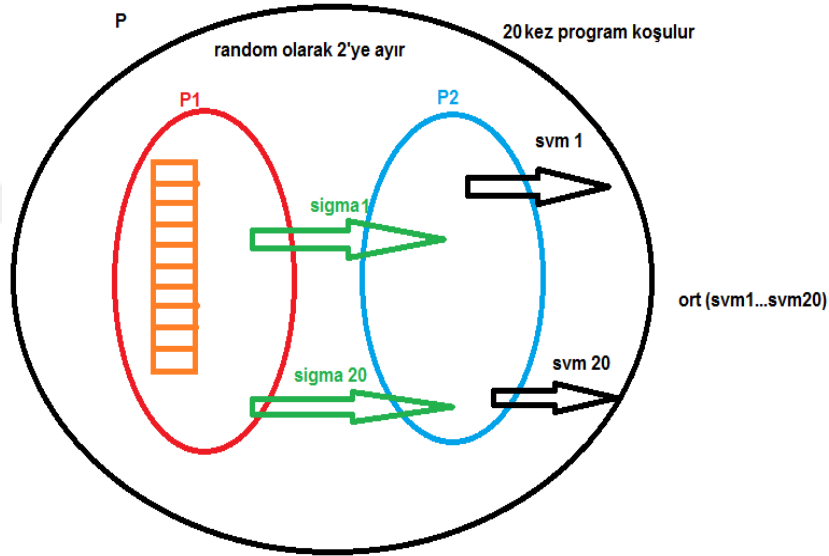 P
20 kez program koşulur
random olarak 2'ye ayır
P1
P2
svm 1
sigma1
ort (svm1...svm20)
svm 20
sigma 20